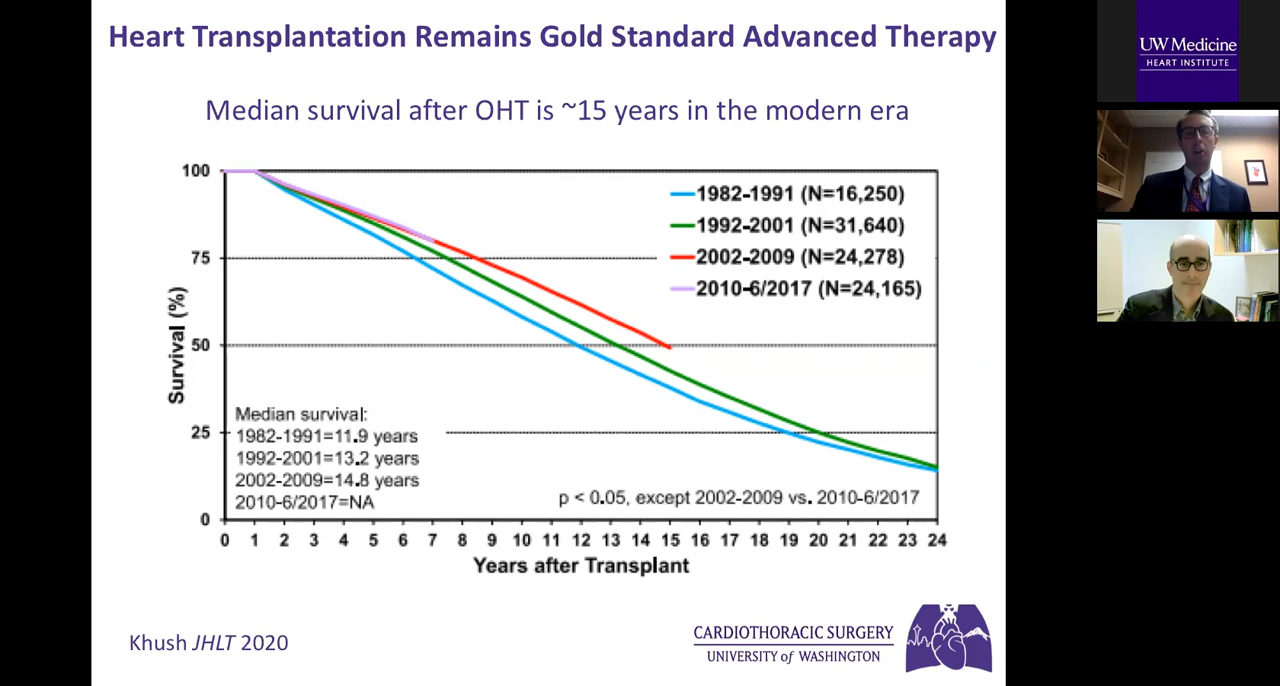 Heart Transplantation Remains Gold Standard Advanced Therapy
Median survival after OHT is ~15 years in the modern era
Survival (%)
100
75
50
25
0
1982-1991 (N=16,250)
1992-2001 (N=31,640)
2002-2009 (N=24,278)
2010-6/2017 (N=24,165)
Median survival:
1982-1991=11.9 years
1992-2001=13.2 years
2002-2009=14.8 years
2010-6/2017=NA
p < 0.05, except 2002-2009 vs. 2010-6/2017
0 1 2 3 4 5 6 7 8 9 10 11 12 13 14 15 16 17 18 19 20 21 22 23 24
Years after Transplant
Khush JHLT 2020
CARDIOTHORACIC SURGERY
UNIVERSITY of WASHINGTON
UW Medicine
HEART INSTITUTE